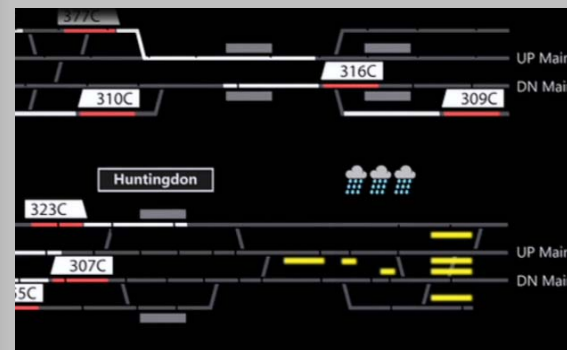 377C
UP Main
316C
DN Main
310C
309C
Huntingdon
323C
UP Main
307C
DN Main
55C